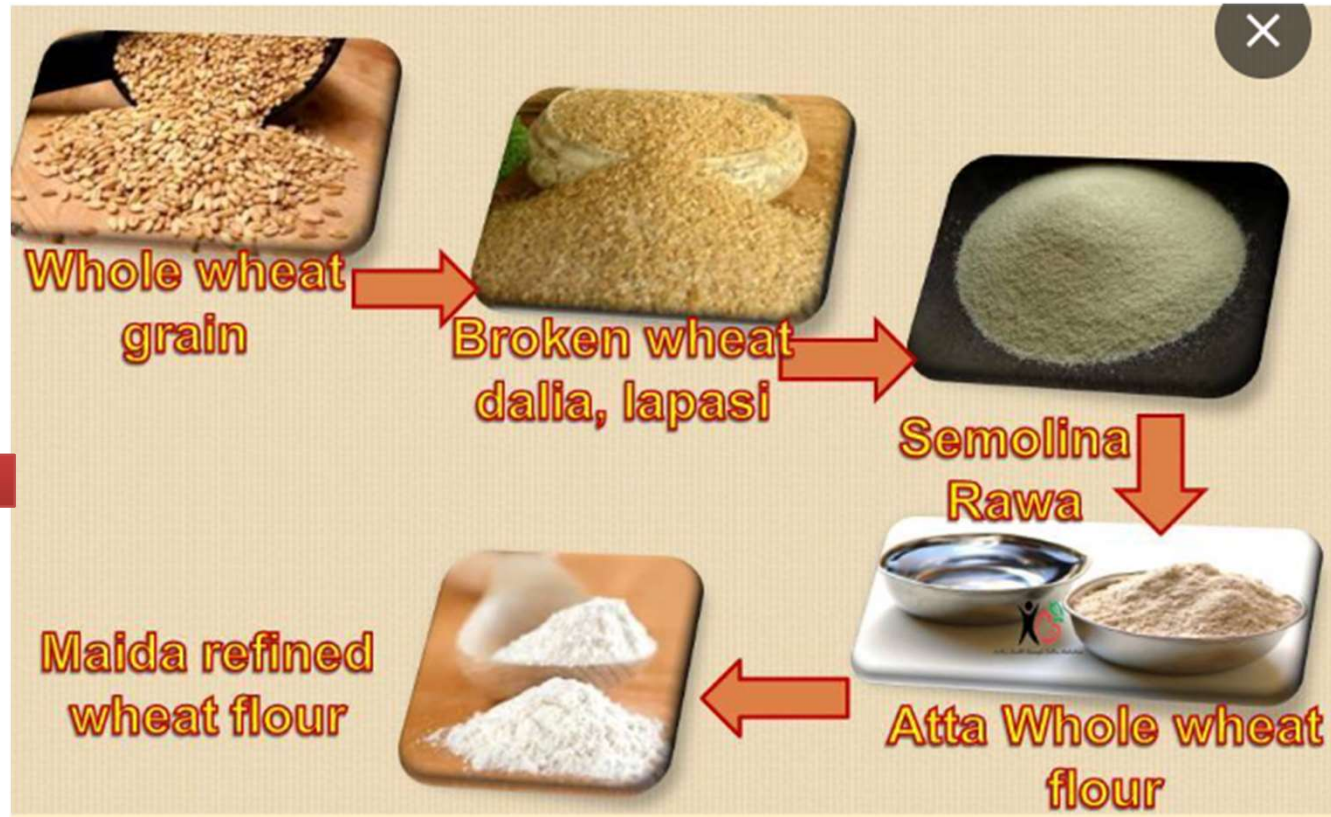 Whole wheat
grain
Broken wheat
dalia, lapasi
Semolina
Rawa
Atta Whole wheat
flour
Maida refined
wheat flour